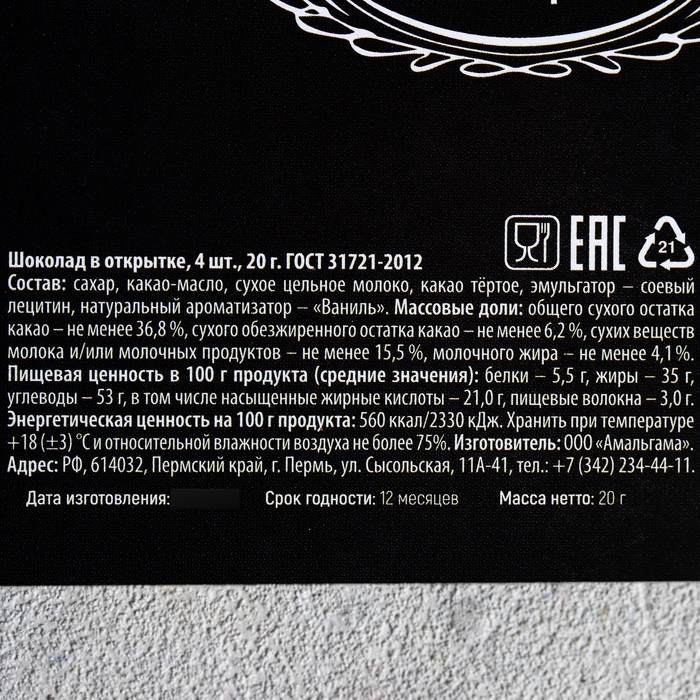 EAC
21
Шоколад в открытке, 4 шт., 20 г. ГОСТ 31721-2012
Состав: сахар, какао-масло, сухое цельное молоко, какао тёртое, эмульгатор – соевый
лецитин, натуральный ароматизатор – «Ваниль». Массовые доли: общего сухого остатка
какао – не менее 36,8 %, сухого обезжиренного остатка какао – не менее 6,2 %, сухих веществ
молока и/или молочных продуктов – не менее 15,5 %, молочного жира – не менее 4,1 %.
Пищевая ценность в 100 г продукта (средние значения): белки – 5,5 г, жиры – 35 г,
углеводы – 53 г, в том числе насыщенные жирные кислоты – 21,0 г, пищевые волокна – 3,0 г.
Энергетическая ценность на 100 г продукта: 560 ккал/2330 кДж. Хранить при температуре
+18 (±3) °С и относительной влажности воздуха не более 75%. Изготовитель: ООО «Амальгама».
Адрес: РФ, 614032, Пермский край, г. Пермь, ул. Сысольская, 11А-41, тел.: +7 (342) 234-44-11.
Дата изготовления: Срок годности: 12 месяцев Масса нетто: 20 г